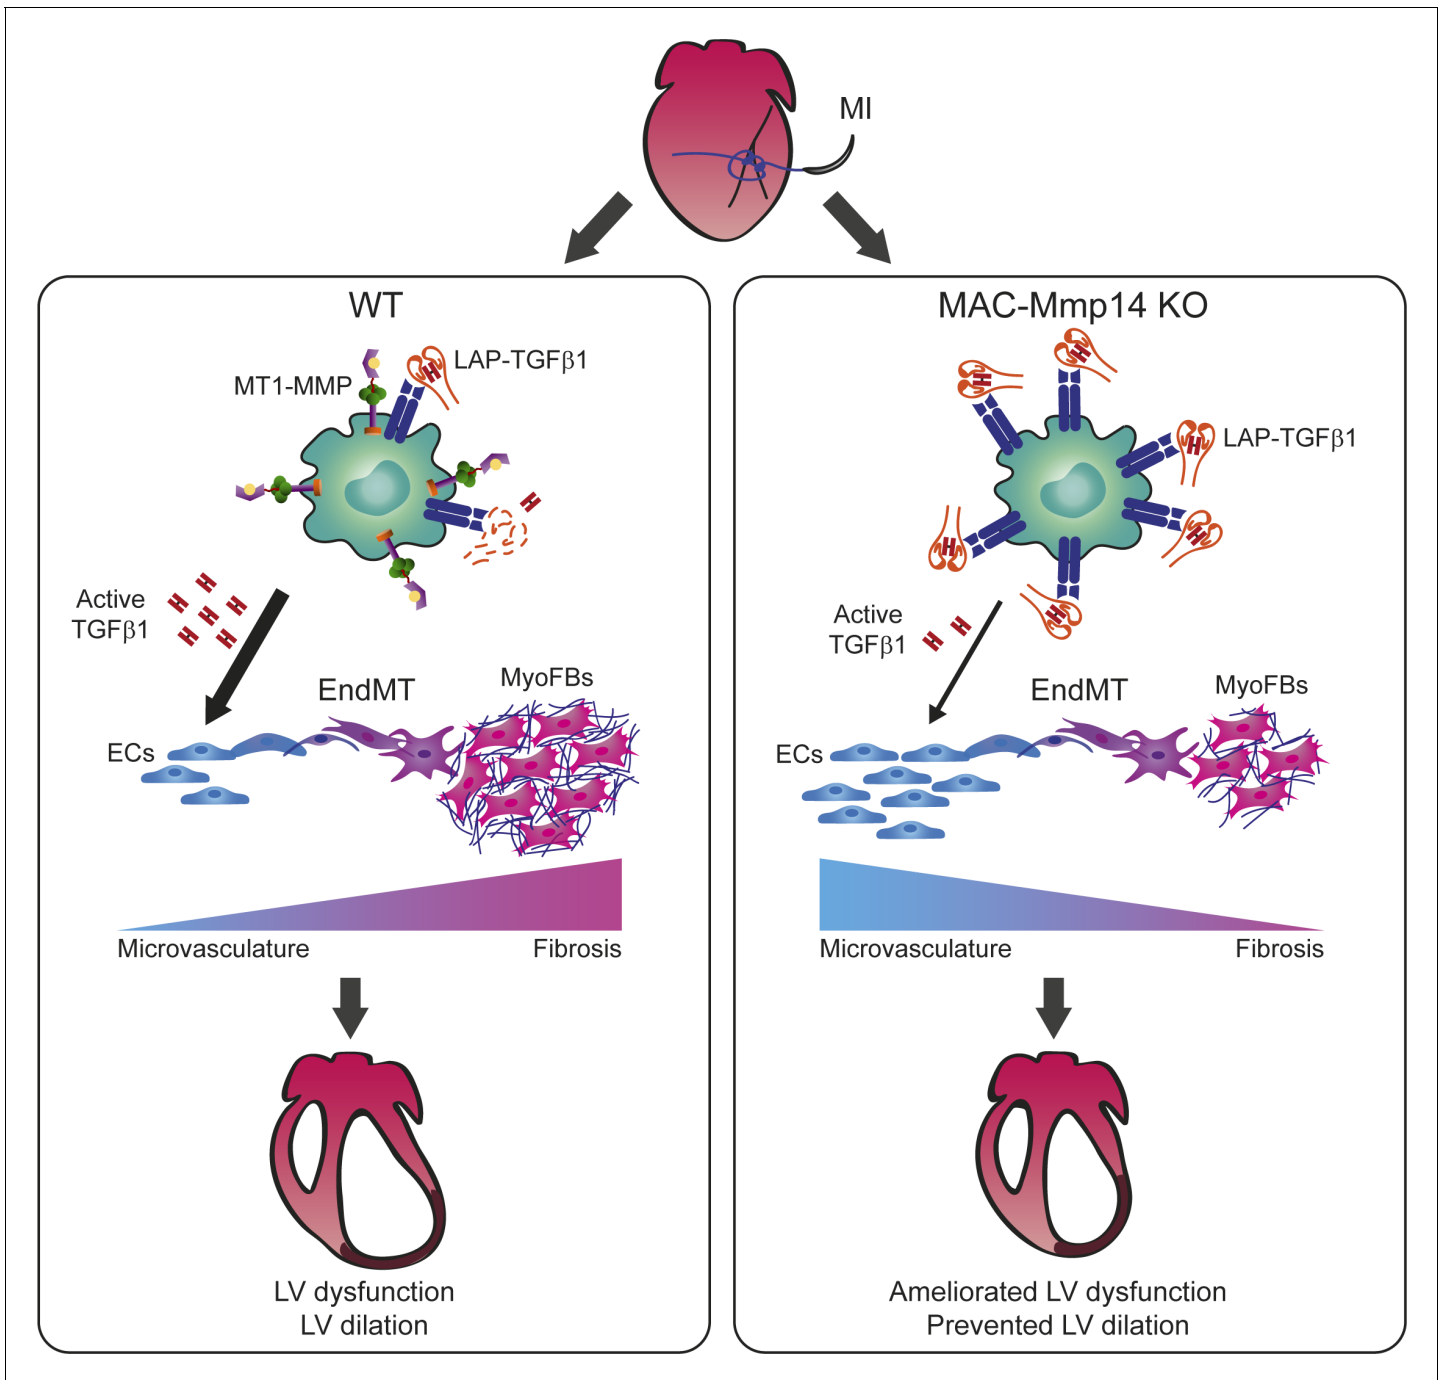 MI
WT
LAP-TGFβ1
MT1-MMP
Active
TGFβ1
EndMT
MyoFBs
ECs
Microvasculature
Fibrosis
LV dysfunction
LV dilation
MAC-Mmp14 KO
LAP-TGFβ1
Active
TGFβ1
EndMT
MyoFBs
ECs
Microvasculature
Fibrosis
Ameliorated LV dysfunction
Prevented LV dilation